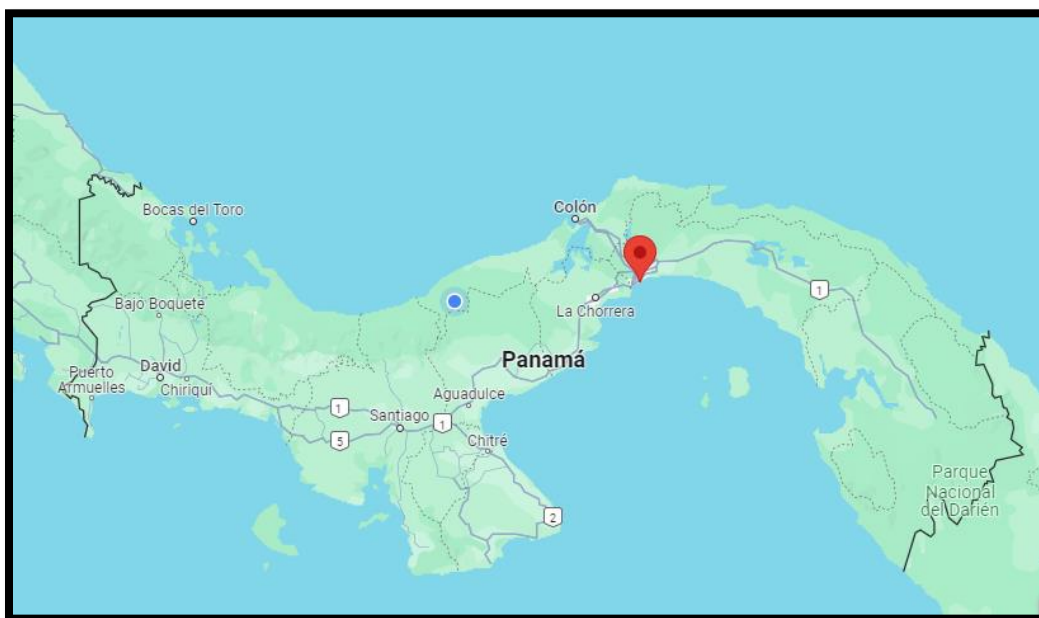 Colón
Bocas del Toro
1
Bajo Boquete
La Chorrera
Panamá
David
Puerto
Armuelles
Chiriquí
Aguadulce
1
Santiago
1
5
Chitré
Parque
Nacional
del Darién
2